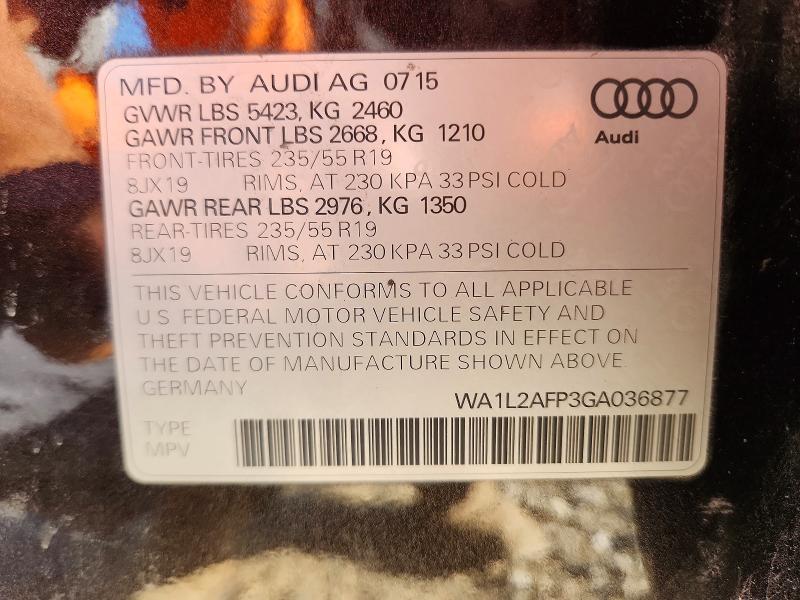 MFD. BY AUDI AG 07 15
GVWR LBS 5423, KG 2460
GAWR FRONT LBS 2668, KG 1210
FRONT-TIRES 235/55 R19
8JX19 RIMS, AT 230 KPA 33 PSI COLD
GAWR REAR LBS 2976, KG 1350
REAR-TIRES 235/55 R19
8JX19 RIMS, AT 230 KPA 33 PSI COLD
Audi
THIS VEHICLE CONFORMS TO ALL APPLICABLE
U.S. FEDERAL MOTOR VEHICLE SAFETY AND
THEFT PREVENTION STANDARDS IN EFFECT ON
THE DATE OF MANUFACTURE SHOWN ABOVE.
GERMANY WA1L2AFP3GA036877
TYPE
MPV